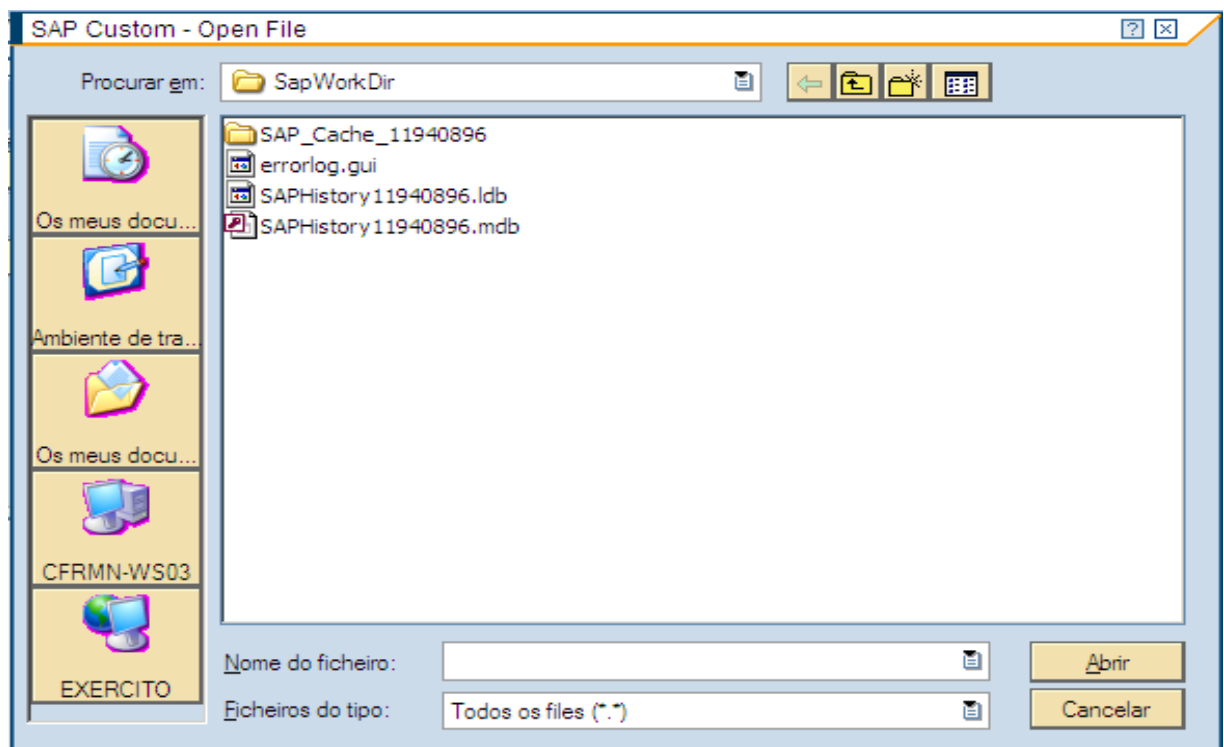 SAP Custom - Open File
Procurar em:
SapWorkDir
SAP_Cache_11940896
errorlog.gui
SAPHistory11940896.ldb
SAPHistory11940896.mdb
Os meus docu...
Ambiente de tra...
Os meus docu...
CFRMN-WS03
EXERCITO
Nome do ficheiro:
Abrir
Ficheiros do tipo:
Todos os files (*.*)
Cancelar